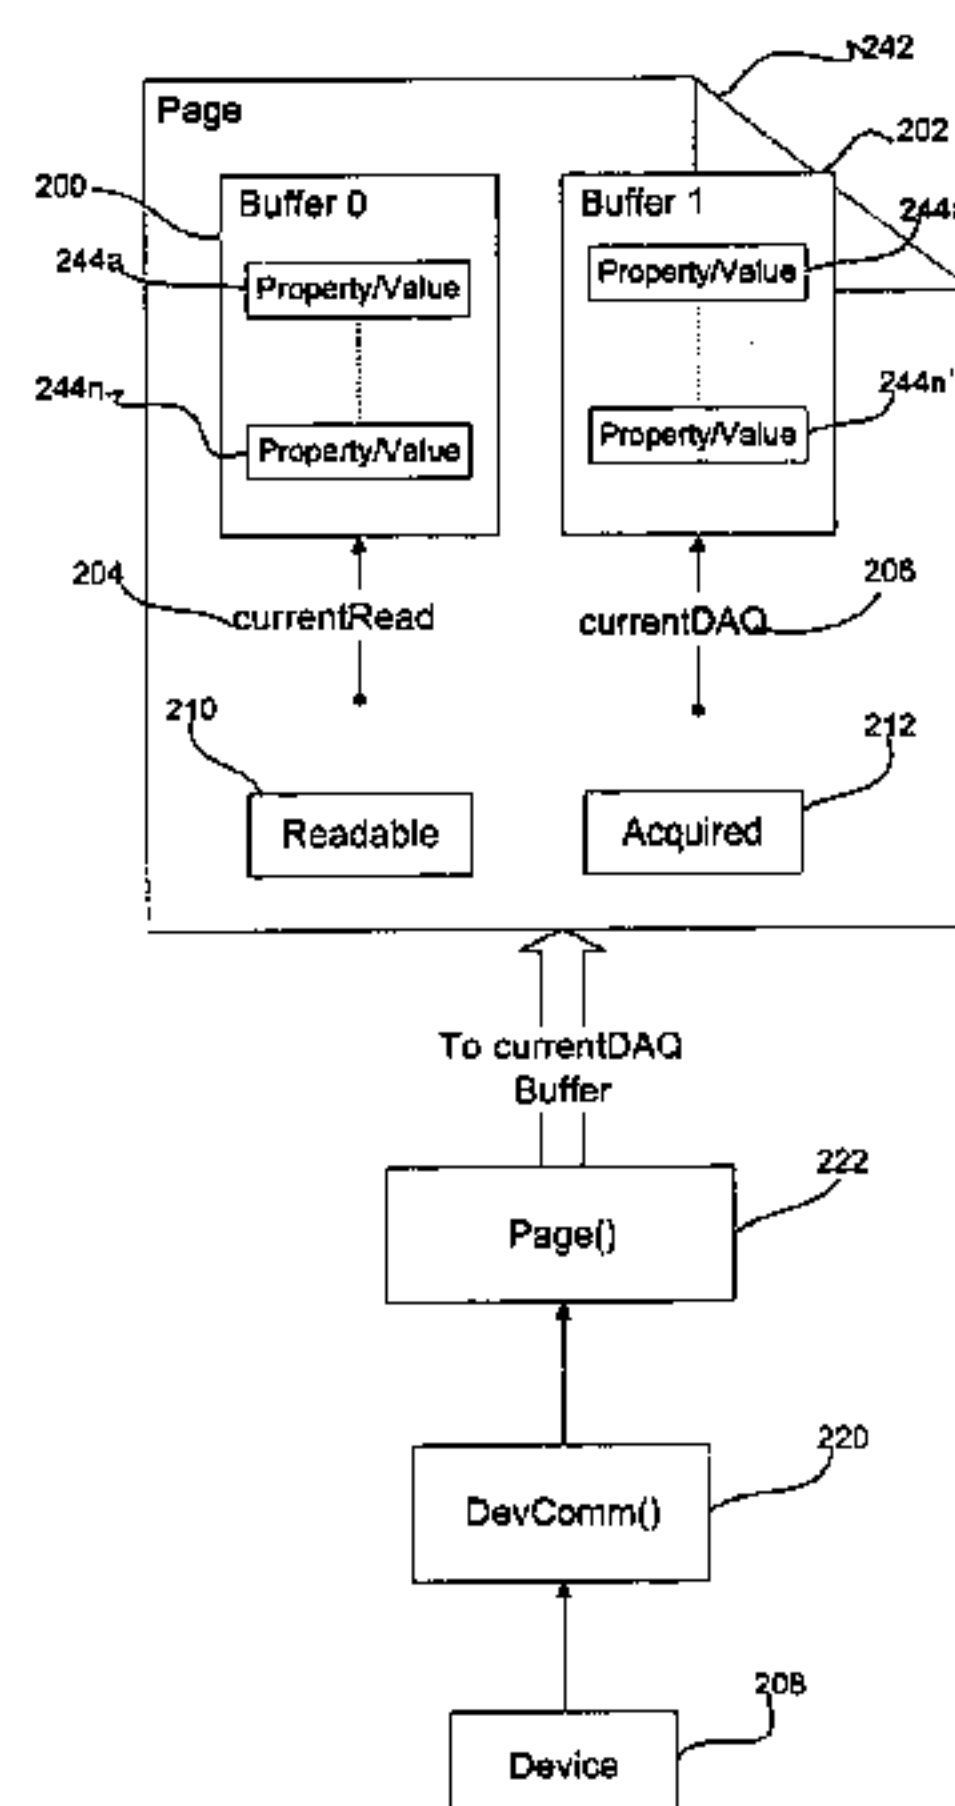 242
Page
202
200
Buffer 0
Buffer 1
244a
244a
Property/Value
Property/Value
244n
244n'
Property/Value
Property/Value
204
206
currentRead
currentDAQ
210
212
Readable
Acquired
To currentDAQ
Buffer
222
Page()
220
DevComm()
208
Device